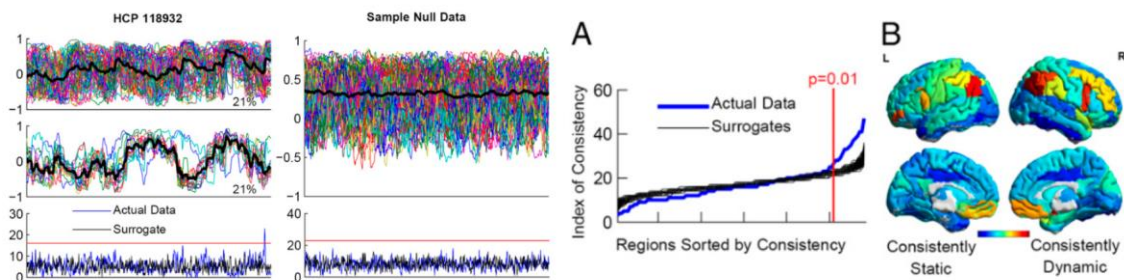 HCP 118932
1
0
−1
21%
1
0
−1
21%
30
20
10
0
Actual Data
Surrogate
Sample Null Data
1
0.5
0
−0.5
−1
40
30
20
10
0
A
Index of Consistency
60
40
20
0
Actual Data
Surrogates
p=0.01
Regions Sorted by Consistency
B
L
R
Consistently
Static
Consistently
Dynamic